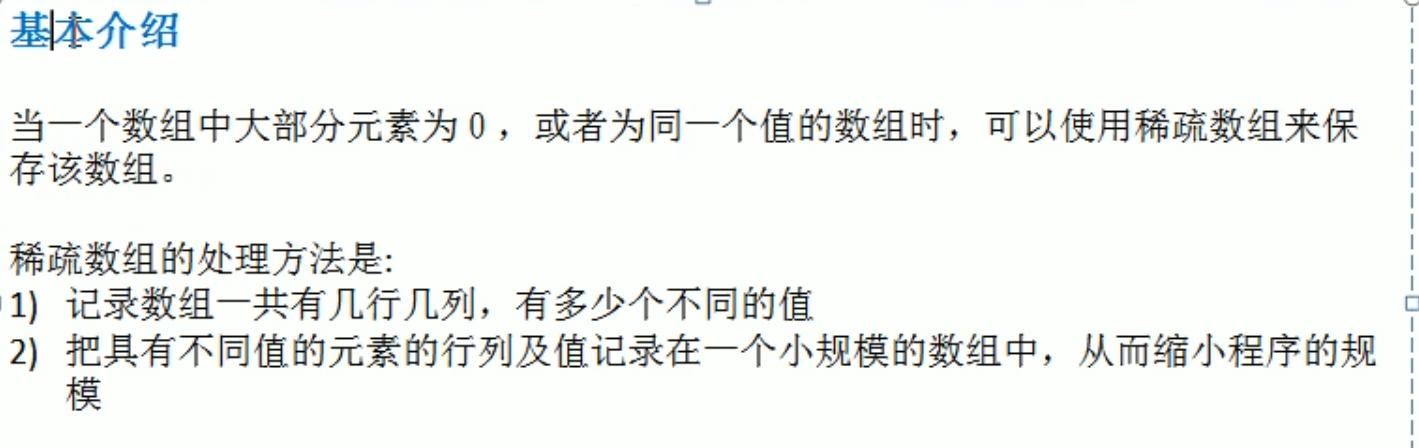 基本介绍
当一个数组中大部分元素为0，或者为同一个值的数组时，可以使用稀疏数组来保
存该数组。
稀疏数组的处理方法是:
1) 记录数组一共有几行几列，有多少个不同的值
2) 把具有不同值的元素的行列及值记录在一个小规模的数组中，从而缩小程序的规
模